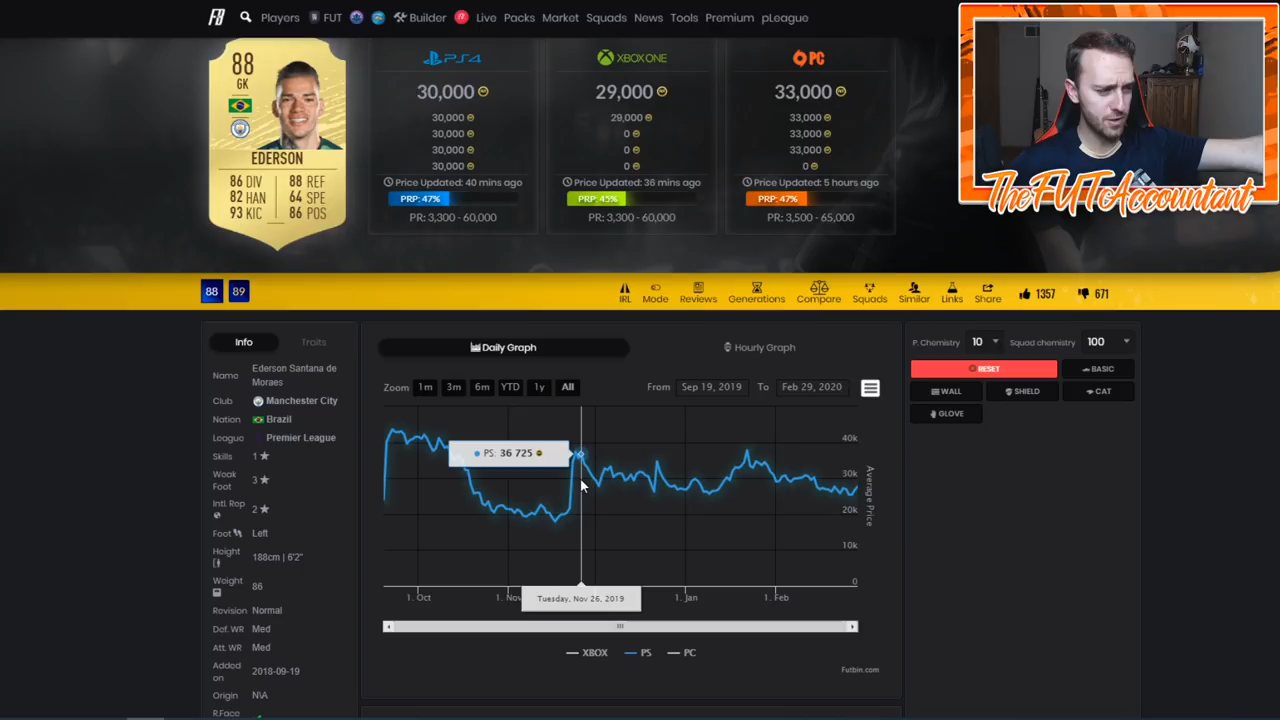 F8 Players FUT Builder Live Packs Market Squads News Tools Premium pLeague
88
GK
EDERSON
86 DIV 88 REF
82 HAN 64 SPE
93 KIC 86 POS
PS4
30,000
30,000
30,000
30,000
30,000
Price Updated: 40 mins ago
PRP: 47%
PR: 3,300 - 60,000
XBOX ONE
29,000
29,000
0
0
0
Price Updated: 36 mins ago
PRP: 45%
PR: 3,300 - 60,000
PC
33,000
33,000
33,000
33,000
0
Price Updated: 5 hours ago
PRP: 47%
PR: 3,500 - 65,000
TheFUTAccountant
88 89
IRL Mode Reviews Generations Compare Squads Similar Links Share 1357 671
Info Traits
Name Ederson Santana de Moraes
Club Manchester City
Nation Brazil
League Premier League
Skills 1
Weak Foot 3
Intl. Rep 2
Foot Left
Height 188cm | 6'2"
Weight 86
Revision Normal
Def. WR Med
Att. WR Med
Added on 2018-09-19
Origin N\A
R.Face
Daily Graph Hourly Graph
Zoom 1m 3m 6m YTD 1y All From Sep 19, 2019 To Feb 29, 2020
PS: 36 725
40k
30k
20k
10k
0
Average Price
1. Oct 1. Nov 1. Jan 1. Feb
Tuesday, Nov 26, 2019
XBOX PS PC
Futbin.com
P. Chemistry 10 Squad chemistry 100
RESET BASIC
WALL SHIELD CAT
GLOVE